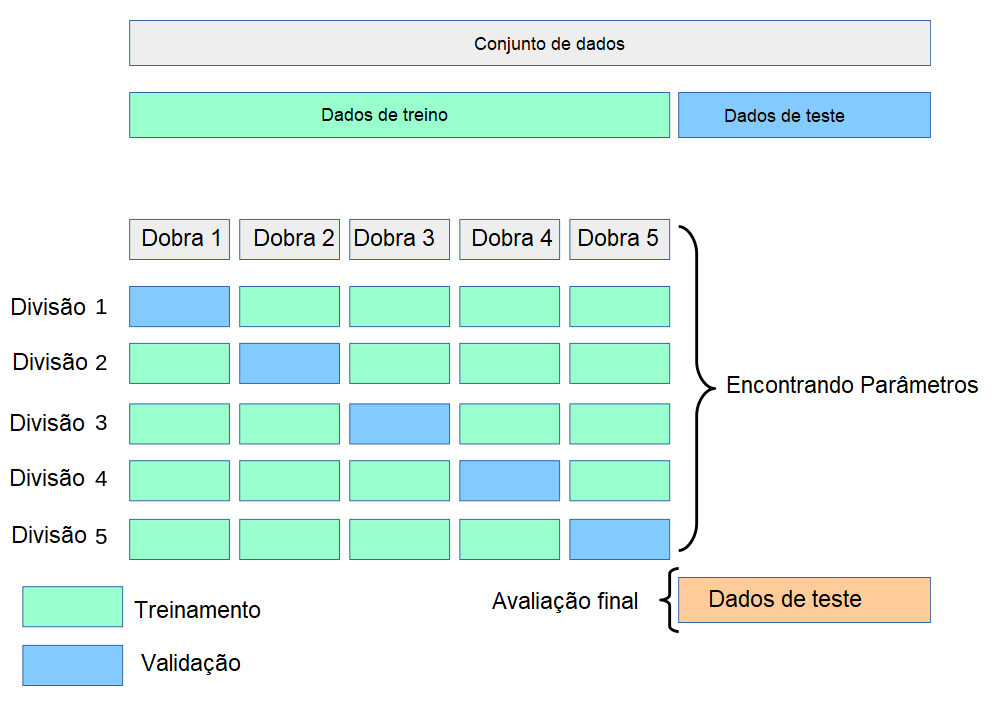 Conjunto de dados
Dados de treino
Dados de teste
Dobra 1
Dobra 2
Dobra 3
Dobra 4
Dobra 5
Divisão 1
Divisão 2
Divisão 3
Divisão 4
Divisão 5
Encontrando Parâmetros
Avaliação final
Dados de teste
Treinamento
Validação